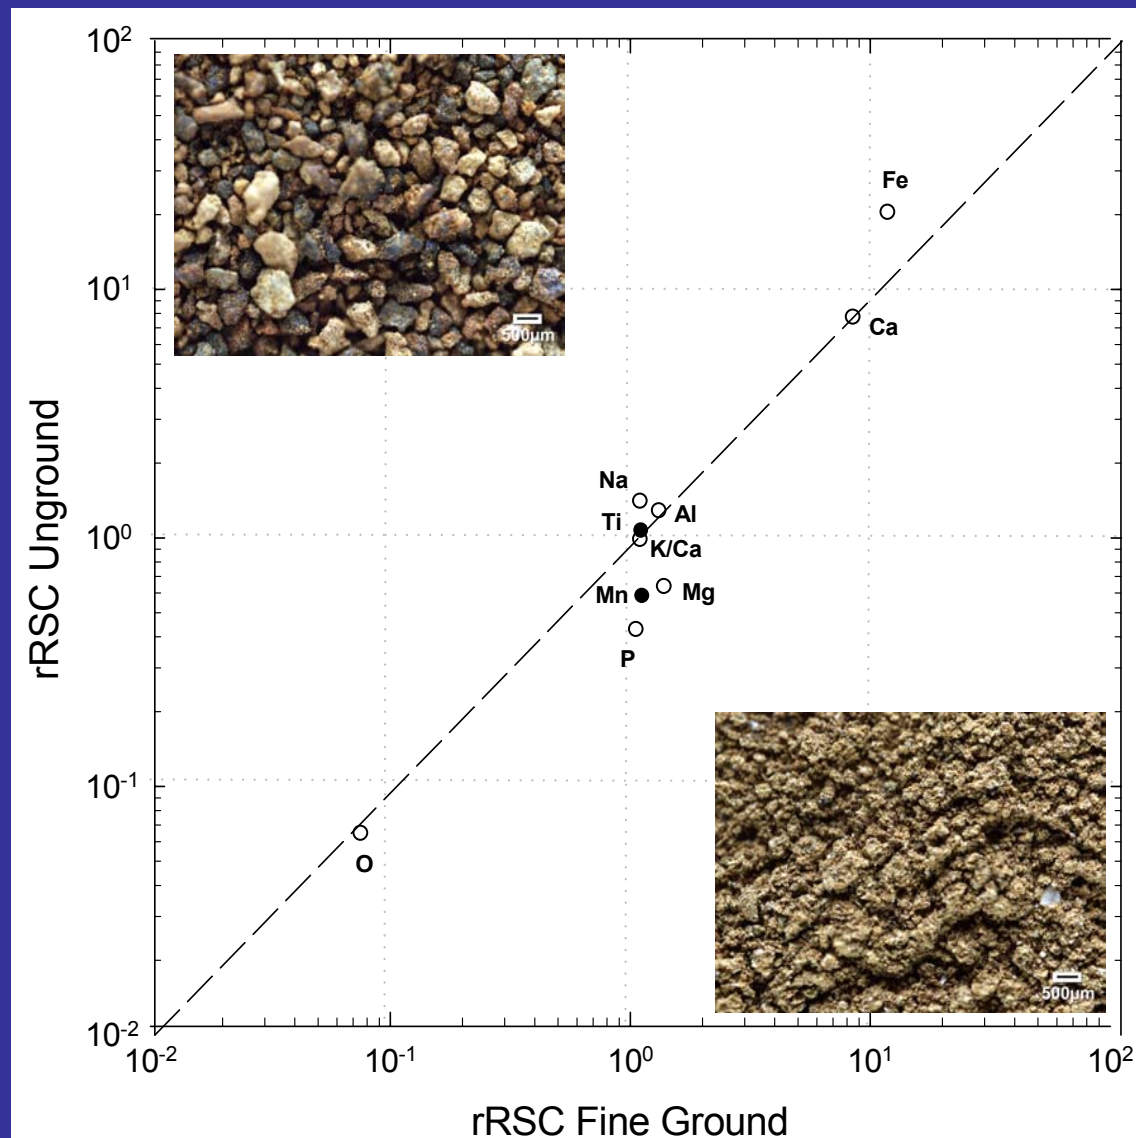 10²
500µm
Fe
10¹
Ca
rRSC Unground
Na
Al
Ti
10⁰
K/Ca
Mn
Mg
P
10⁻¹
O
500µm
10⁻²
10⁻² 10⁻¹ 10⁰ 10¹ 10²
rRSC Fine Ground